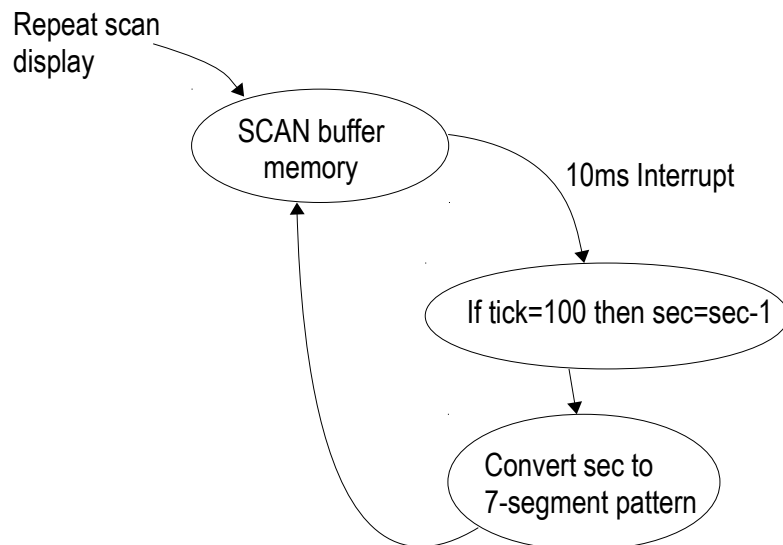 Repeat scan
display
SCAN buffer
memory
10ms Interrupt
If tick=100 then sec=sec-1
Convert sec to
7-segment pattern